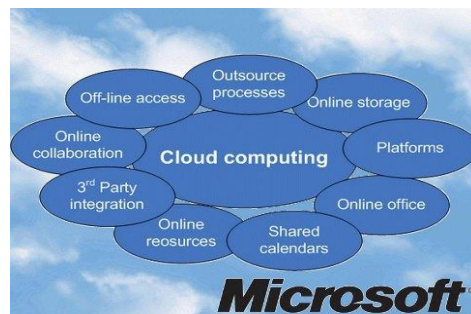 Outsource
processes
Off-line access
Online storage
Online
collaboration
Cloud computing
Platforms
3rd Party
integration
Online office
Online
reosurces
Shared
calendars
Microsoft